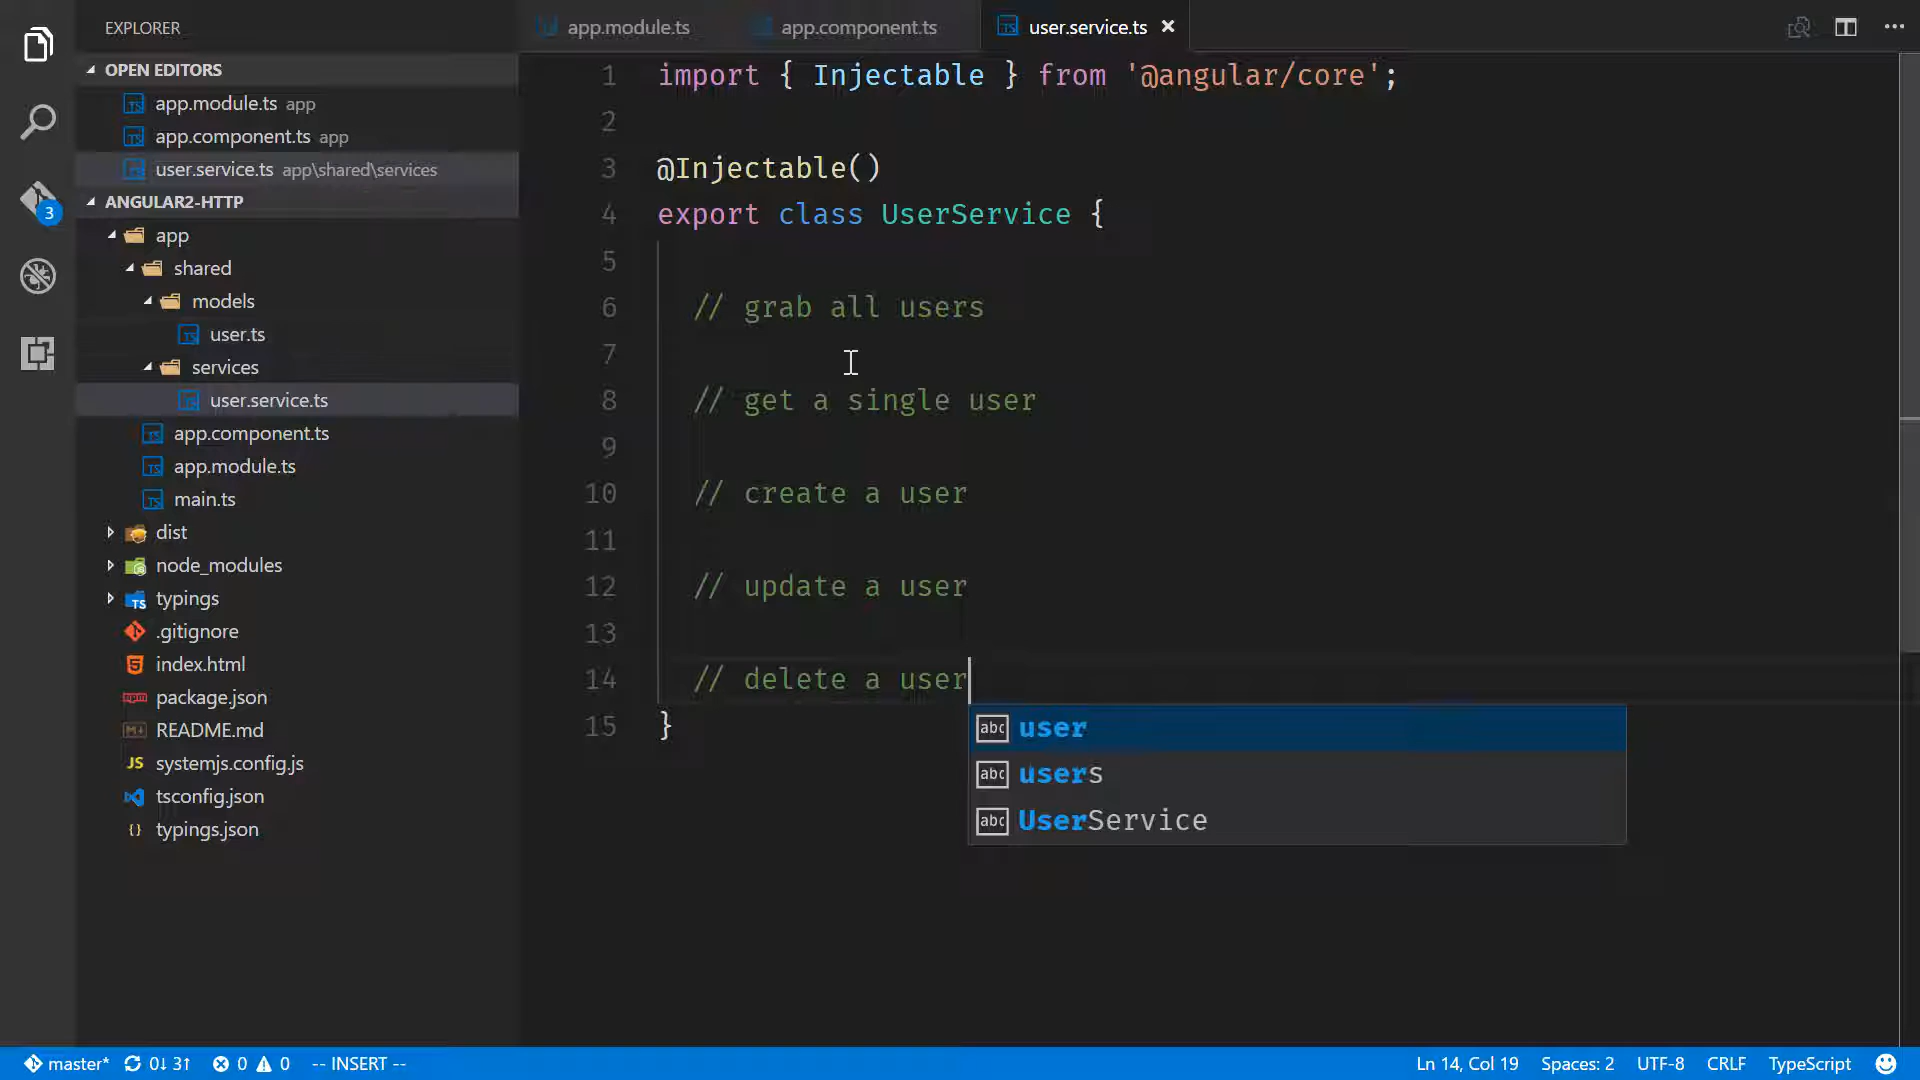 EXPLORER
OPEN EDITORS
app.module.ts app
app.component.ts app
user.service.ts app\shared\services
ANGULAR2-HTTP
app
shared
models
user.ts
services
user.service.ts
app.component.ts
app.module.ts
main.ts
dist
node_modules
typings
.gitignore
index.html
package.json
README.md
systemjs.config.js
tsconfig.json
typings.json
app.module.ts app.component.ts user.service.ts
1 import { Injectable } from '@angular/core';
2
3 @Injectable()
4 export class UserService {
5
6 // grab all users
7
8 // get a single user
9
10 // create a user
11
12 // update a user
13
14 // delete a user
15 }
abc user
abc users
abc UserService
3
master* 0↓ 3↑ 0 0 -- INSERT -- Ln 14, Col 19 Spaces: 2 UTF-8 CRLF TypeScript